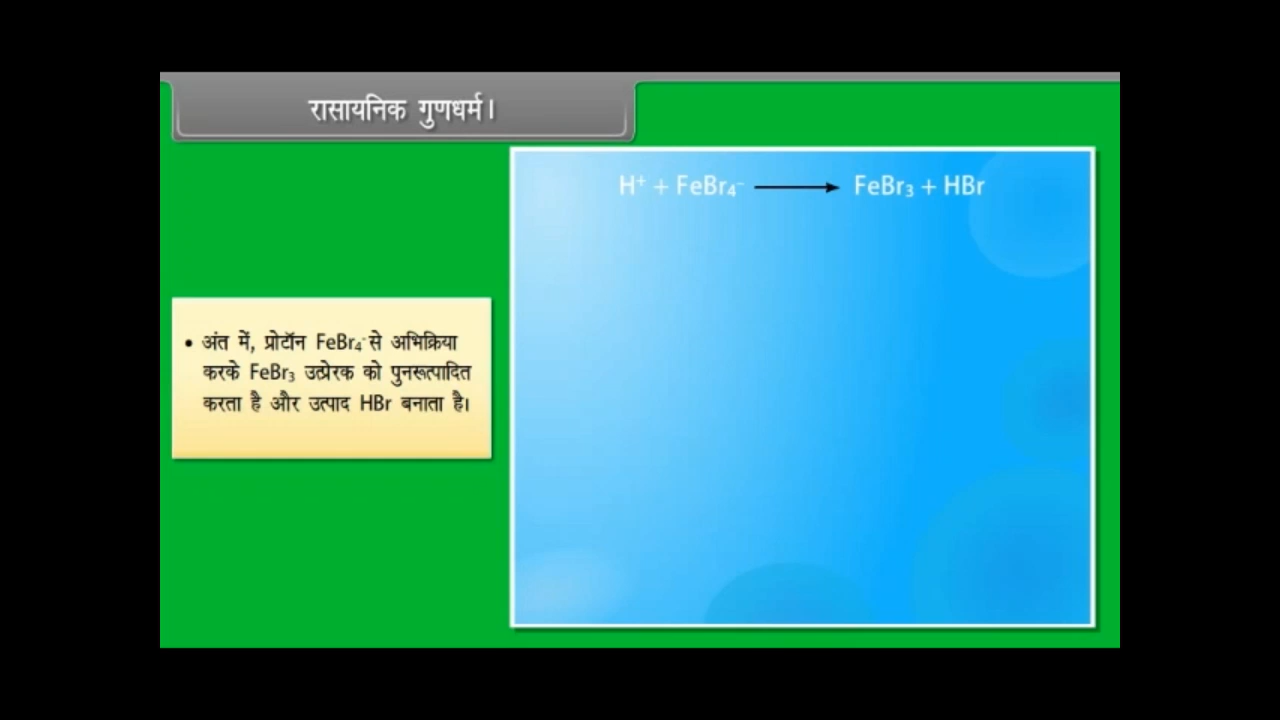 रासायनिक गुणधर्म।
H⁺ + FeBr₄⁻ ⟶ FeBr₃ + HBr
• अंत में, प्रोटॉन FeBr₄⁻ से अभिक्रिया
करके FeBr₃ उत्प्रेरक को पुनरूत्पादित
करता है और उत्पाद HBr बनाता है।